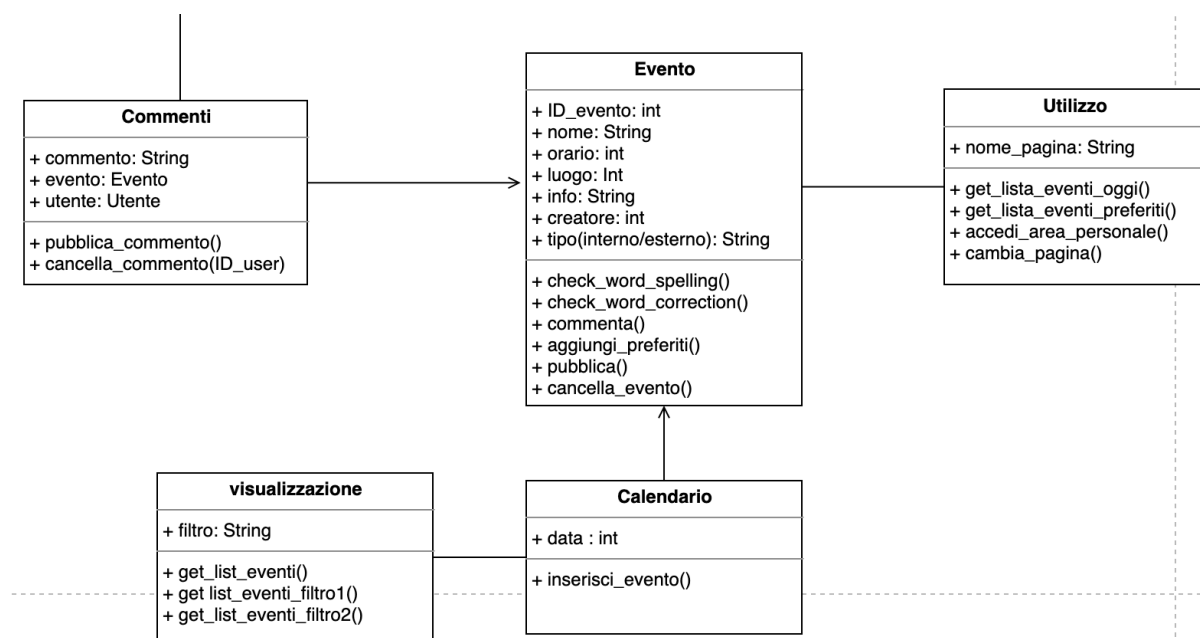 Commenti
+ commento: String
+ evento: Evento
+ utente: Utente
+ pubblica_commento()
+ cancella_commento(ID_user)
Evento
+ ID_evento: int
+ nome: String
+ orario: int
+ luogo: Int
+ info: String
+ creatore: int
+ tipo(interno/esterno): String
+ check_word_spelling()
+ check_word_correction()
+ commenta()
+ aggiungi_preferiti()
+ pubblica()
+ cancella_evento()
Utilizzo
+ nome_pagina: String
+ get_lista_eventi_oggi()
+ get_lista_eventi_preferiti()
+ accedi_area_personale()
+ cambia_pagina()
visualizzazione
+ filtro: String
+ get_list_eventi()
+ get list_eventi_filtro1()
+ get_list_eventi_filtro2()
Calendario
+ data : int
+ inserisci_evento()